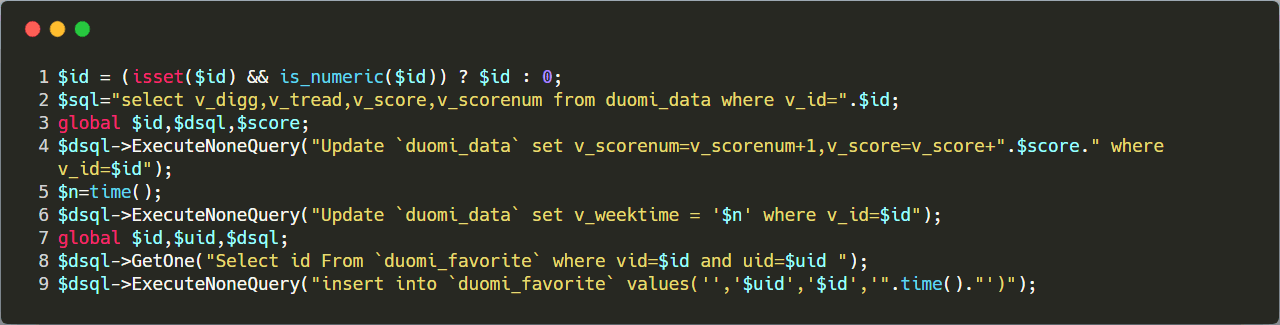 1 $id = (isset($id) && is_numeric($id)) ? $id : 0;
2 $sql="select v_digg,v_tread,v_score,v_scorenum from duomi_data where v_id=".$id;
3 global $id,$dsql,$score;
4 $dsql->ExecuteNoneQuery("Update `duomi_data` set v_scorenum=v_scorenum+1,v_score=v_score+".$score." where
v_id=$id");
5 $n=time();
6 $dsql->ExecuteNoneQuery("Update `duomi_data` set v_weektime = '$n' where v_id=$id");
7 global $id,$uid,$dsql;
8 $dsql->GetOne("Select id From `duomi_favorite` where vid=$id and uid=$uid ");
9 $dsql->ExecuteNoneQuery("insert into `duomi_favorite` values('','$uid','$id','".time()."')");